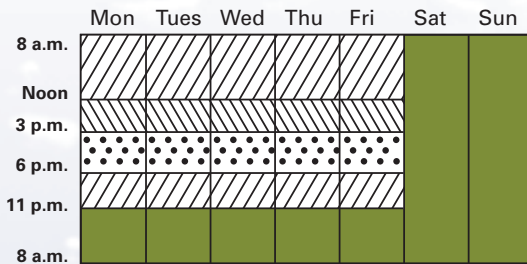 Mon Tues Wed Thu Fri Sat Sun
8 a.m.
Noon
3 p.m.
6 p.m.
11 p.m.
8 a.m.